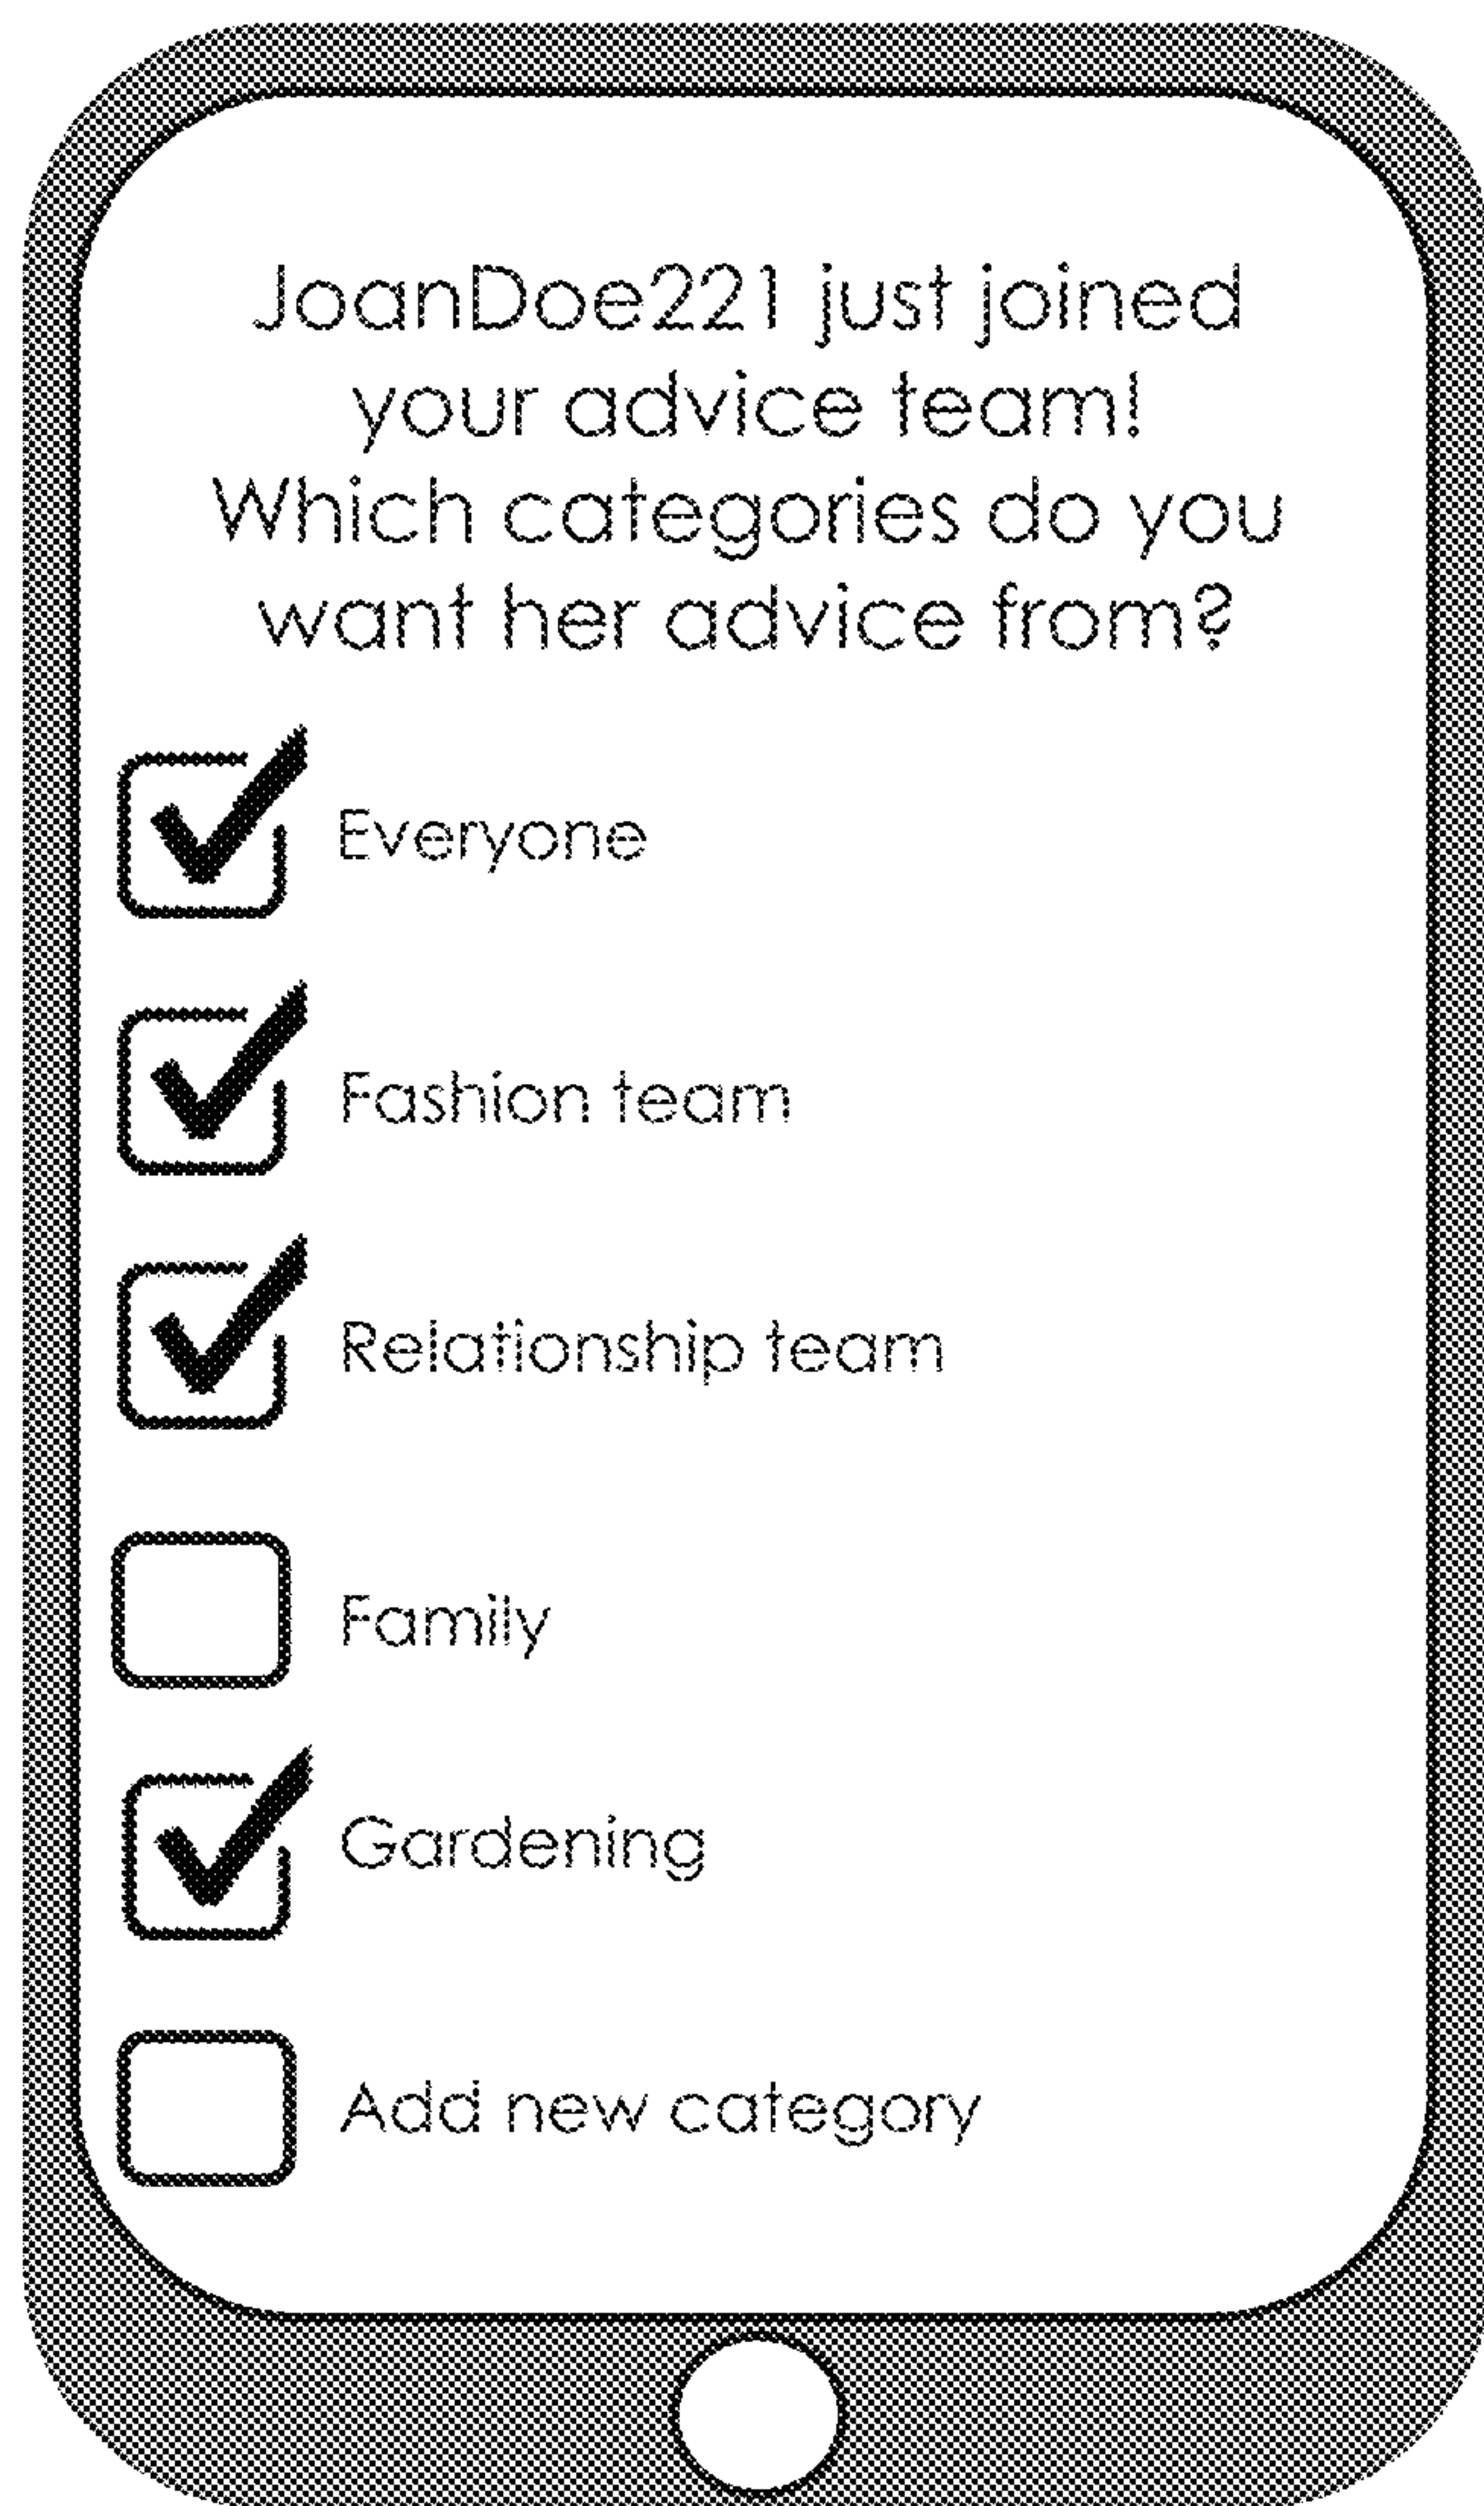 JoanDoe221 just joined
your advice team!
Which categories do you
want her advice from?
Everyone
Fashion team
Relationship team
Family
Gardening
Add new category